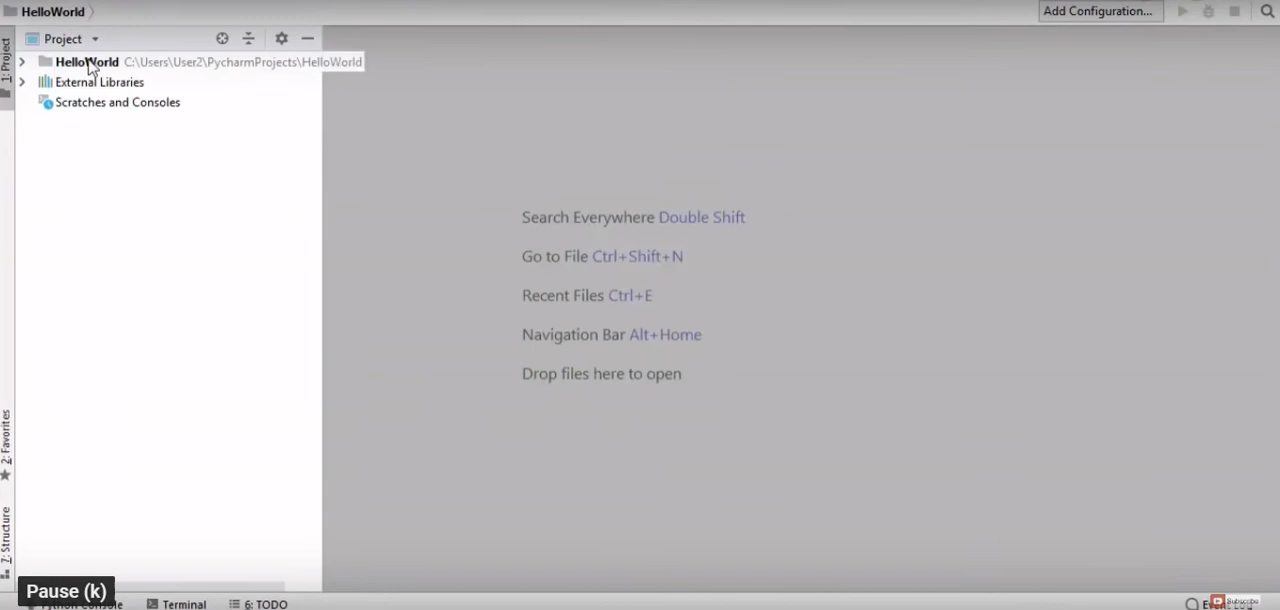 HelloWorld
Add Configuration...
1: Project
Project
HelloWorld C:\Users\User2\PycharmProjects\HelloWorld
External Libraries
Scratches and Consoles
Search Everywhere Double Shift
Go to File Ctrl+Shift+N
Recent Files Ctrl+E
Navigation Bar Alt+Home
Drop files here to open
2: Favorites
7: Structure
Pause (k)
Terminal
6: TODO
Subscribe